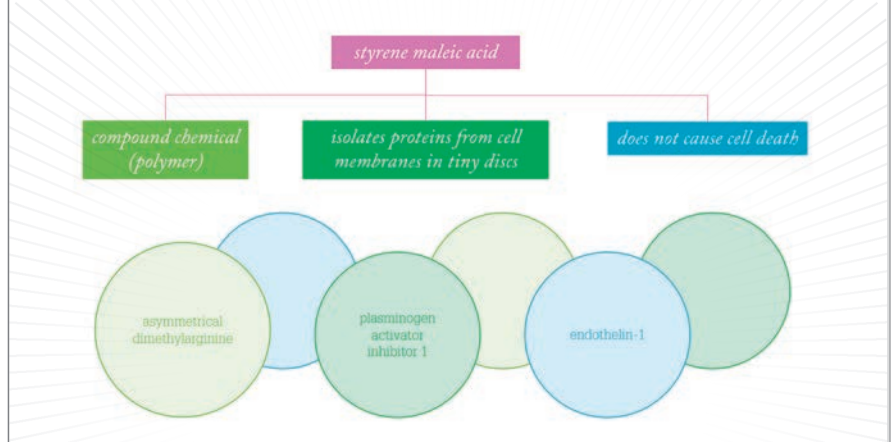 styrene maleic acid
compound chemical
(polymer)
isolates proteins from cell
membranes in tiny discs
does not cause cell death
asymmetrical
dimethylarginine
plasminogen
activator
inhibitor 1
endothelin-1